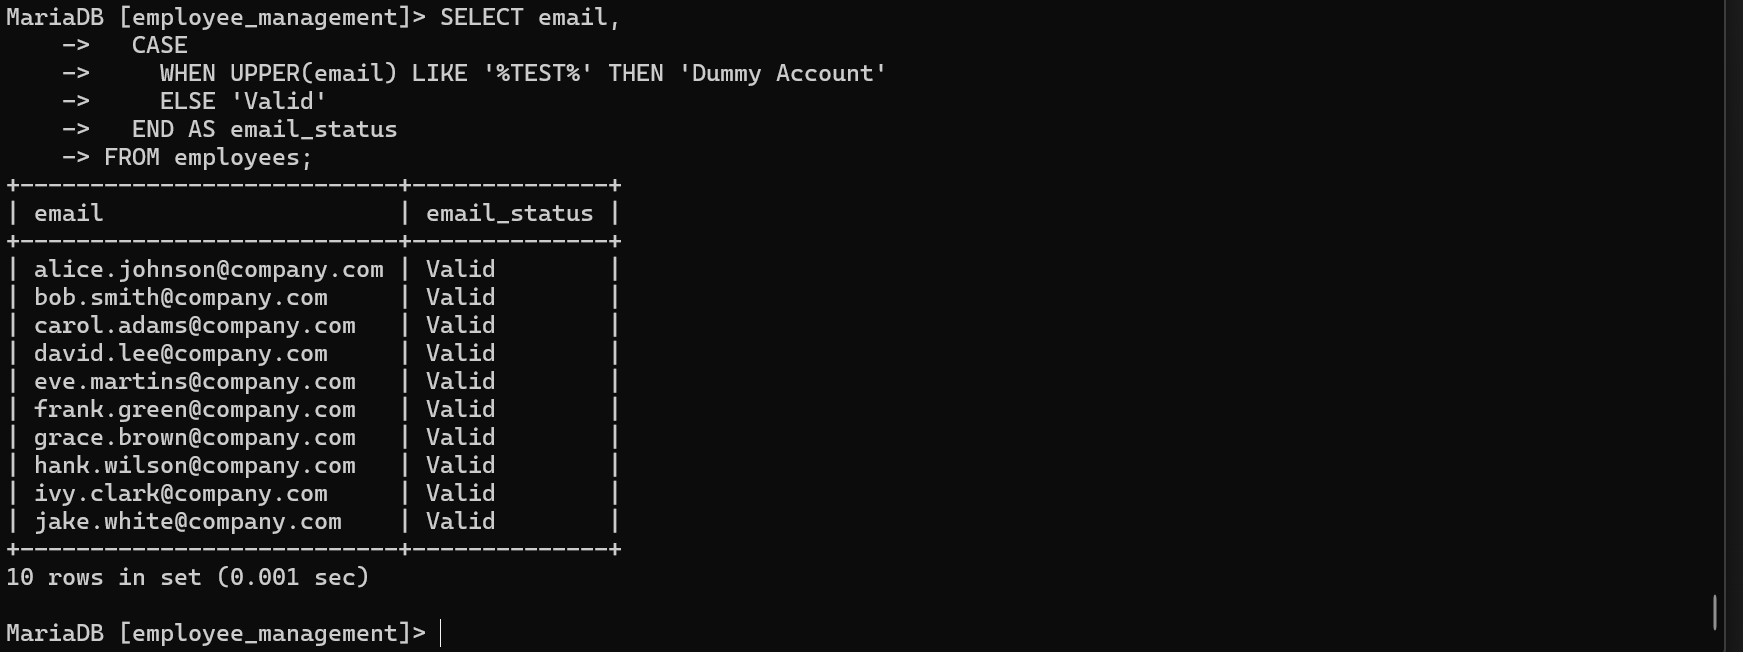 MariaDB [employee_management]> SELECT email,
    ->   CASE
    ->     WHEN UPPER(email) LIKE '%TEST%' THEN 'Dummy Account'
    ->     ELSE 'Valid'
    ->   END AS email_status
    -> FROM employees;
+---------------------------+--------------+
| email                     | email_status |
+---------------------------+--------------+
| alice.johnson@company.com | Valid        |
| bob.smith@company.com     | Valid        |
| carol.adams@company.com   | Valid        |
| david.lee@company.com     | Valid        |
| eve.martins@company.com   | Valid        |
| frank.green@company.com   | Valid        |
| grace.brown@company.com   | Valid        |
| hank.wilson@company.com   | Valid        |
| ivy.clark@company.com     | Valid        |
| jake.white@company.com    | Valid        |
+---------------------------+--------------+
10 rows in set (0.001 sec)

MariaDB [employee_management]>